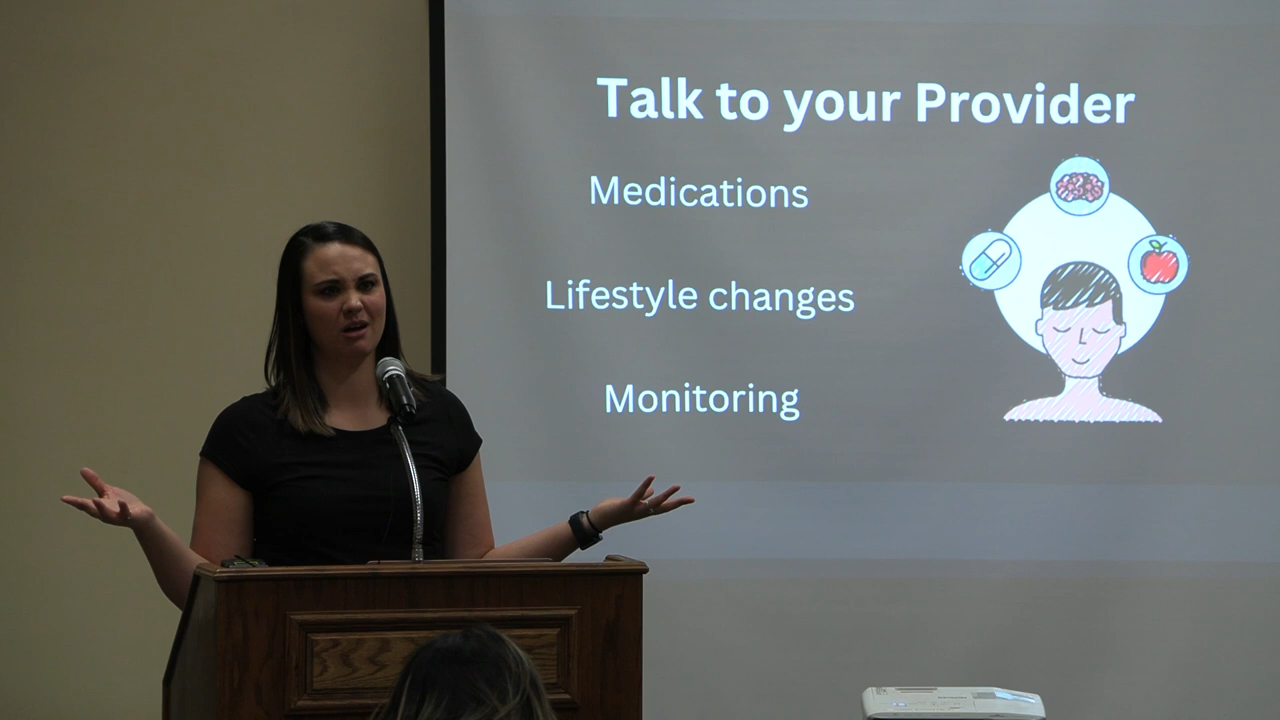 Talk to your Provider
Medications
Lifestyle changes
Monitoring